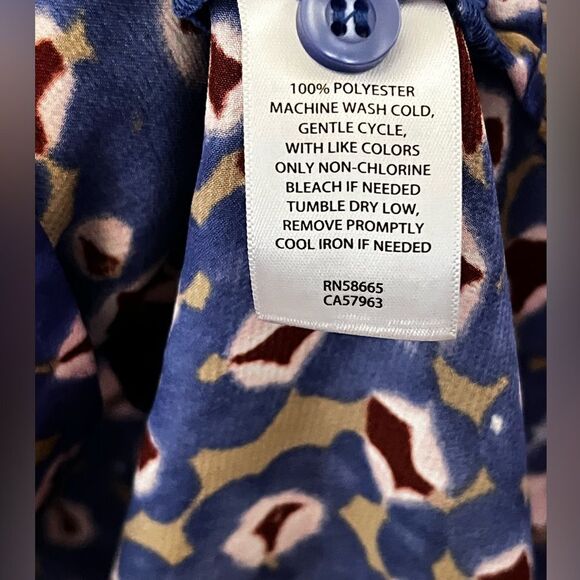 100% POLYESTER
MACHINE WASH COLD,
GENTLE CYCLE,
WITH LIKE COLORS
ONLY NON-CHLORINE
BLEACH IF NEEDED
TUMBLE DRY LOW,
REMOVE PROMPTLY
COOL IRON IF NEEDED
RN58665
CA57963